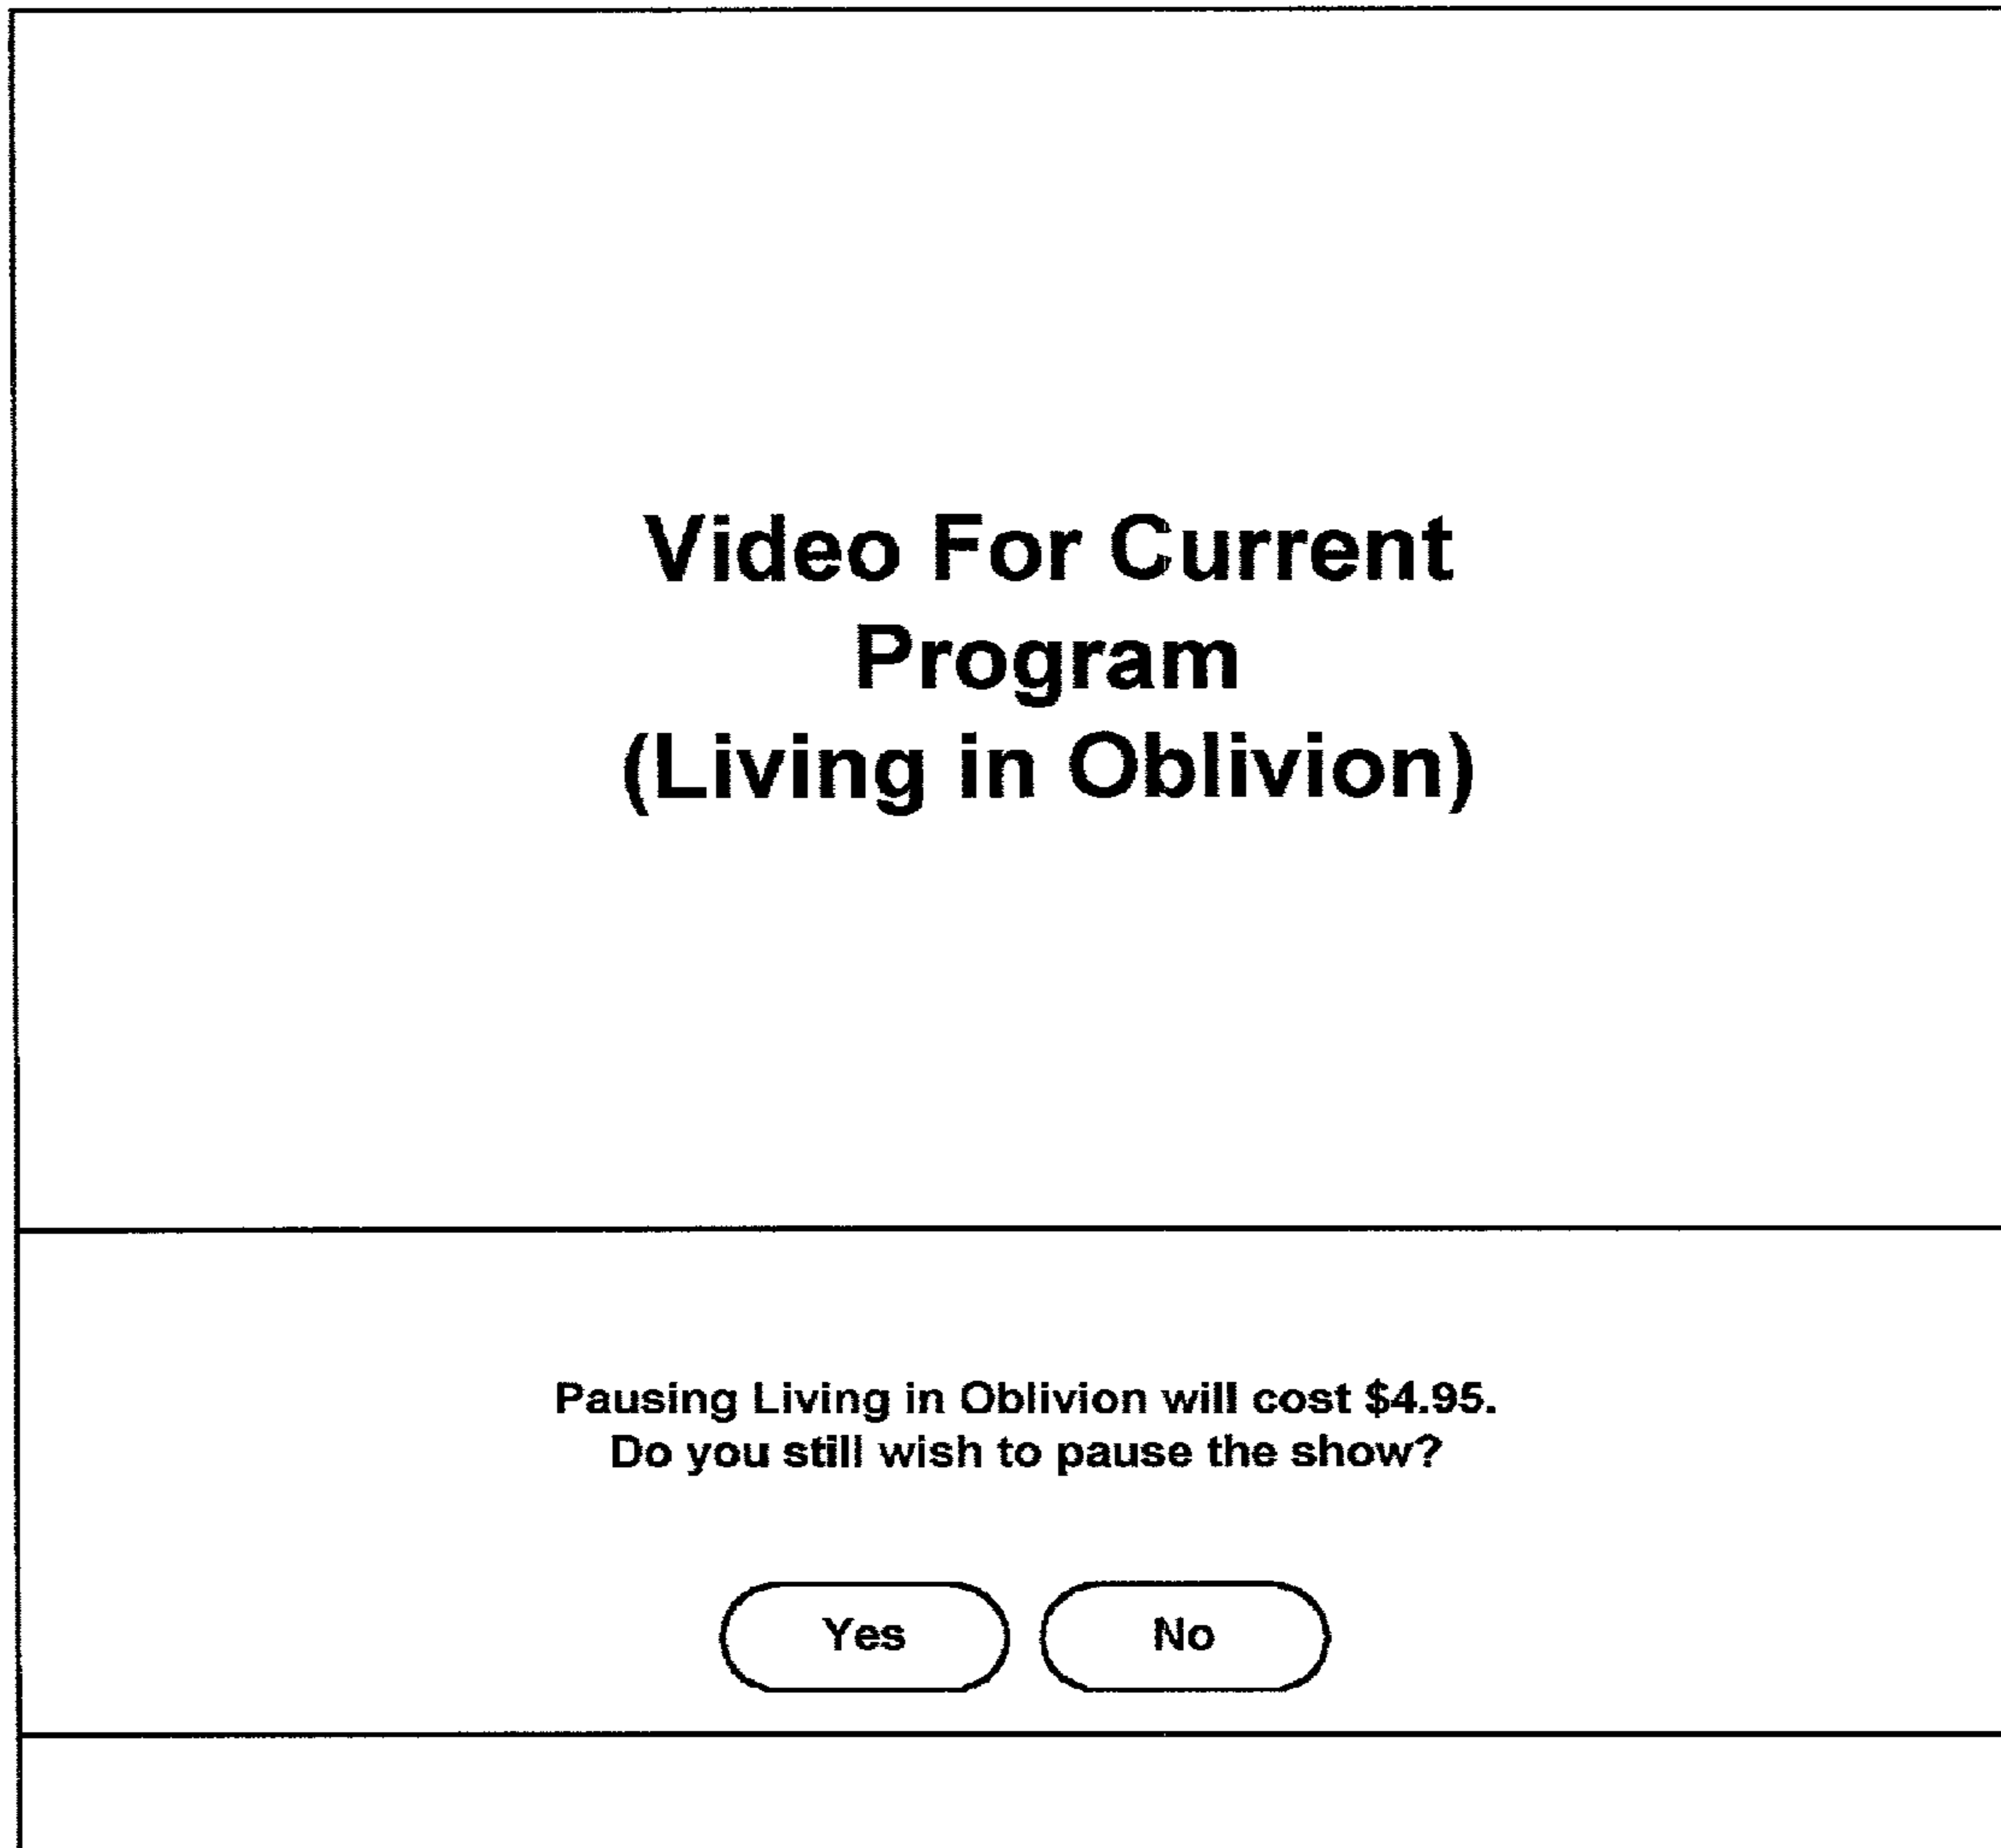 Video For Current
Program
(Living in Oblivion)
Pausing Living in Oblivion will cost $4.95.
Do you still wish to pause the show?
Yes No